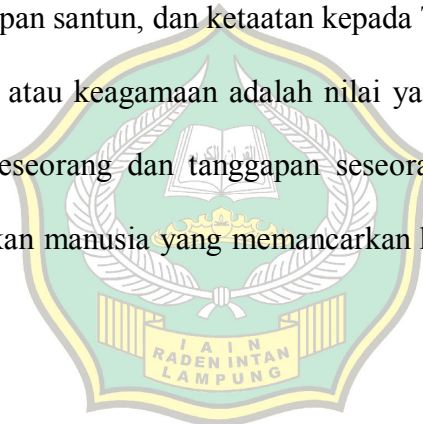 pan santun, dan ketaatan kepada
atau keagamaan adalah nilai ya
eseorang dan tanggapan seseora
kan manusia yang memancarkan
I A I N
RADEN INTAN
LAMPUNG